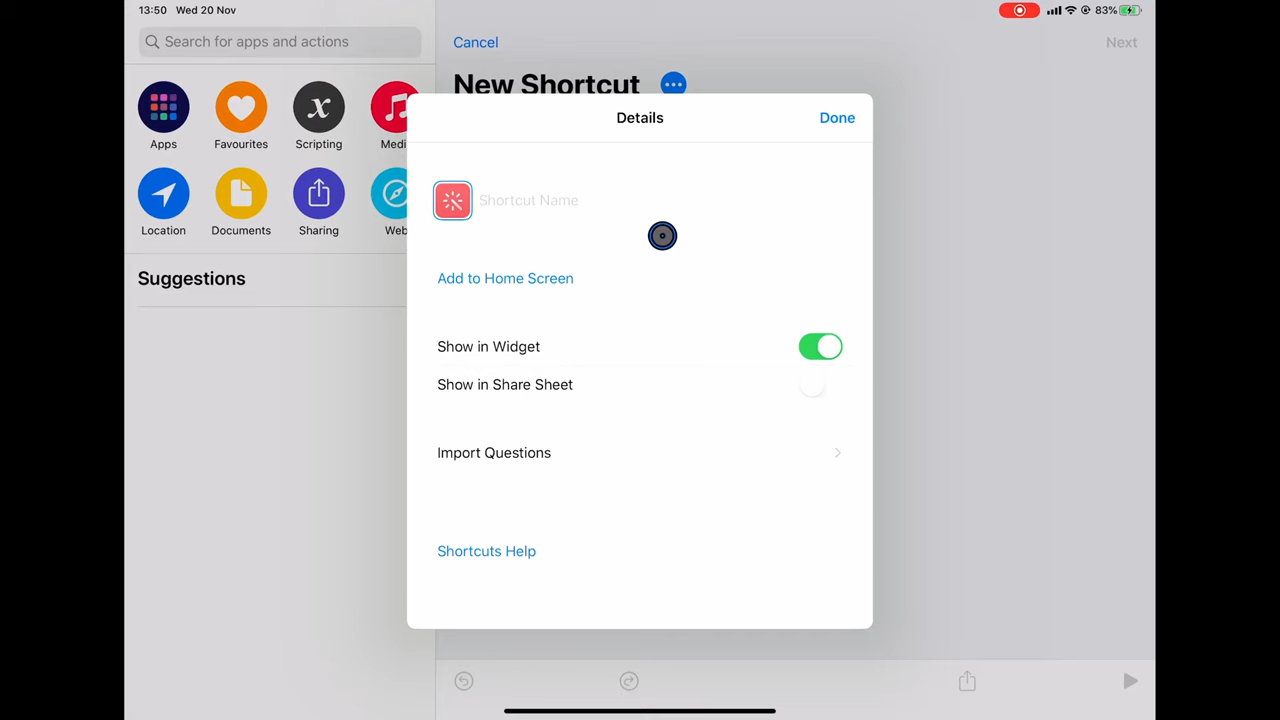 13:50 Wed 20 Nov
83%
Search for apps and actions
Cancel
Next
New Shortcut
Apps
Favourites
Scripting
Medi
Location
Documents
Sharing
Web
Suggestions
Details
Done
Shortcut Name
Add to Home Screen
Show in Widget
Show in Share Sheet
Import Questions
Shortcuts Help